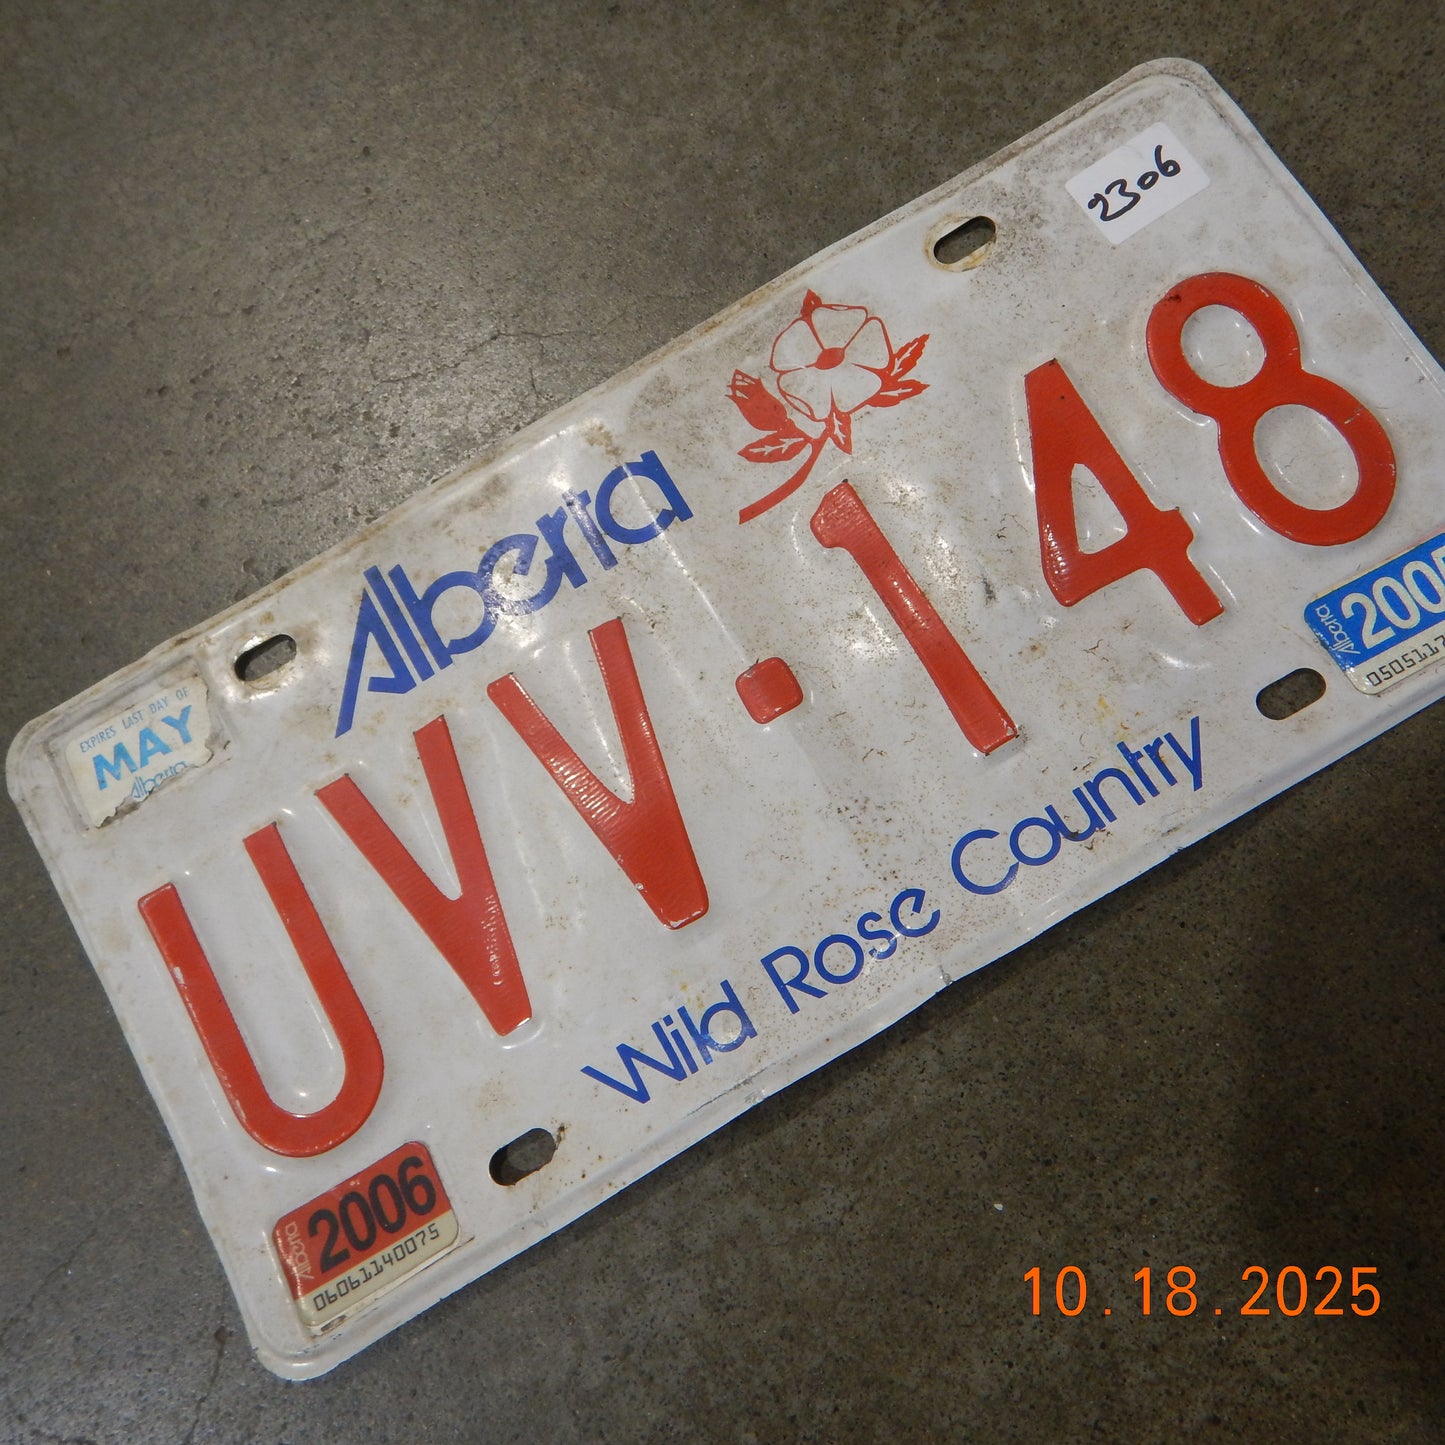 2306
Alberta
EXPIRES LAST DAY OF
MAY
Alberta
UVV·148
Wild Rose Country
Alberta
2006
06061140075
Alberta
10.18.2025